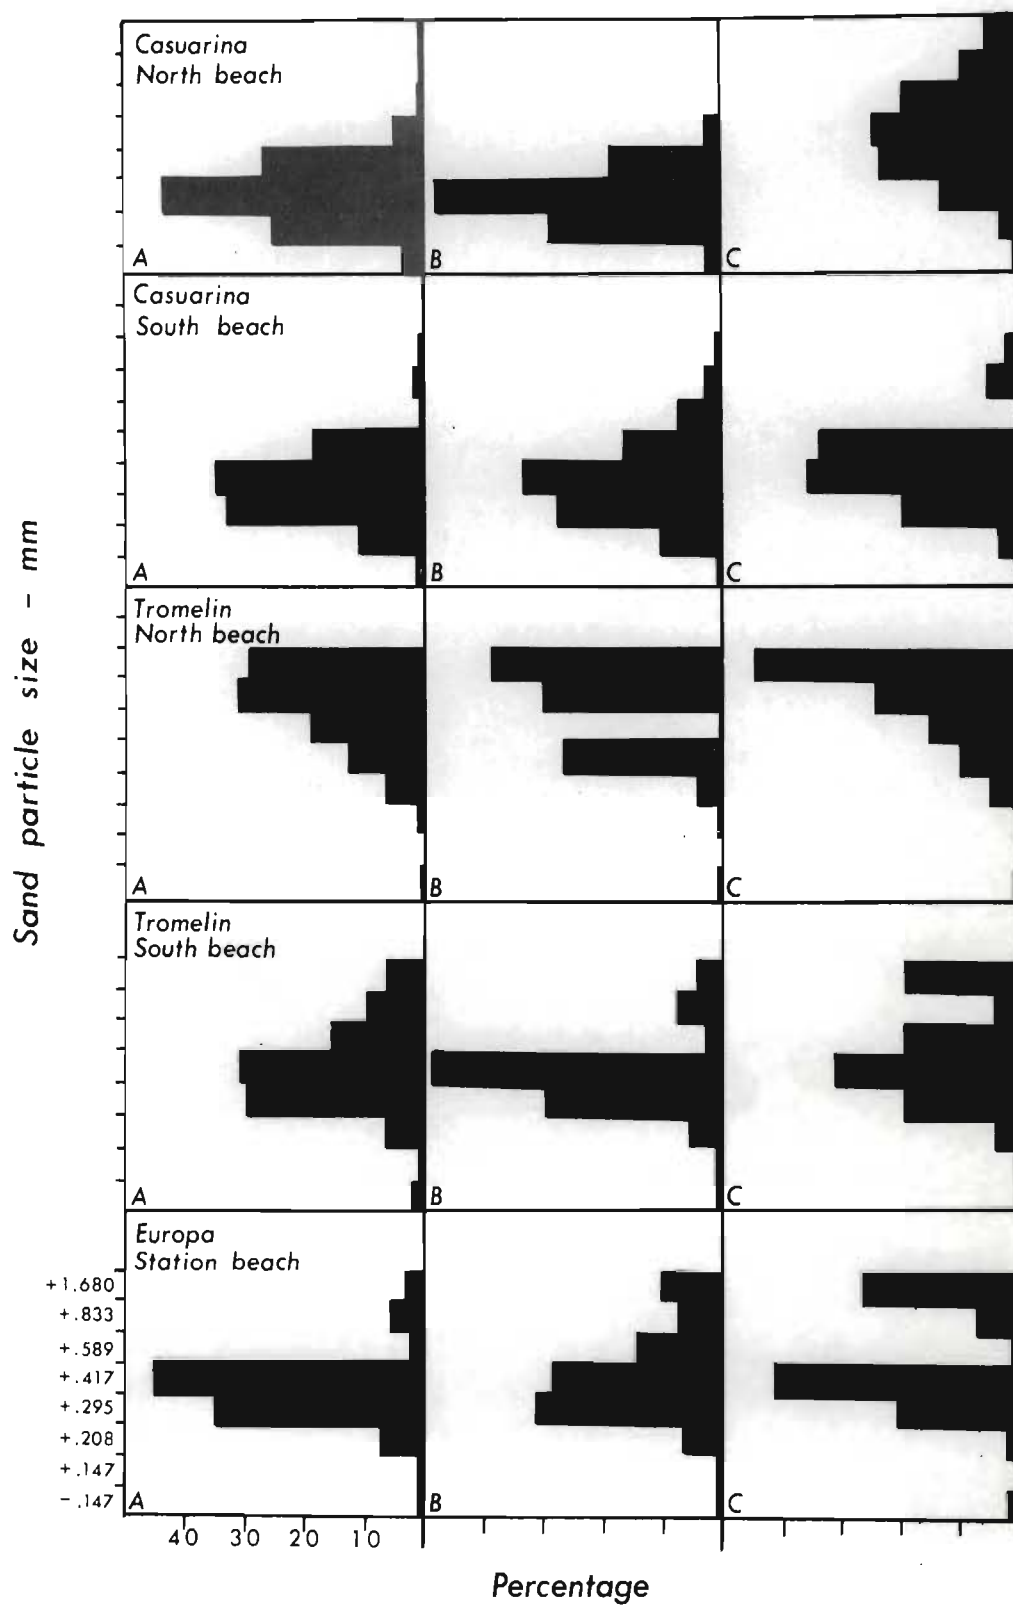 Casuarina
North beach
A
B
C
Casuarina
South beach
A
B
C
Tromelin
North beach
A
B
C
Tromelin
South beach
A
B
C
Europa
Station beach
A
B
C
Sand particle size - mm
+1.680
+.833
+.589
+.417
+.295
+.208
+.147
-.147
40 30 20 10
Percentage